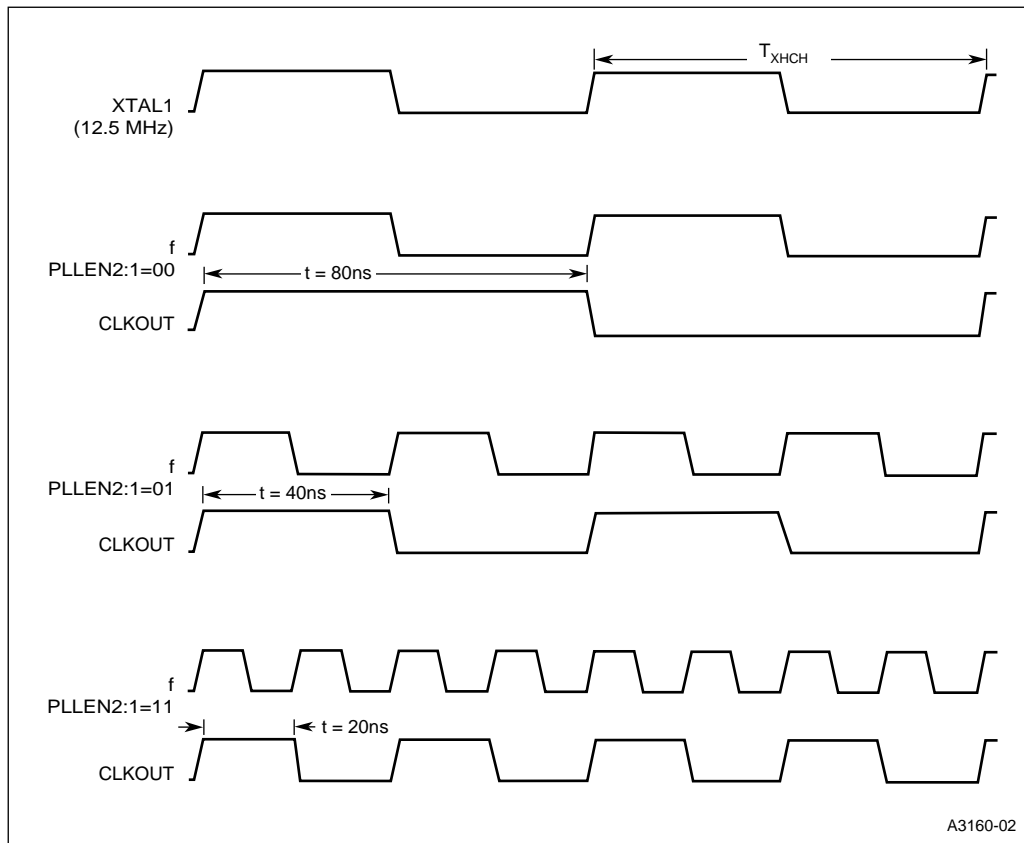 T_XHCH
XTAL1
(12.5 MHz)
f
PLLEN2:1=00
t = 80ns
CLKOUT
f
PLLEN2:1=01
t = 40ns
CLKOUT
f
PLLEN2:1=11
t = 20ns
CLKOUT
A3160-02